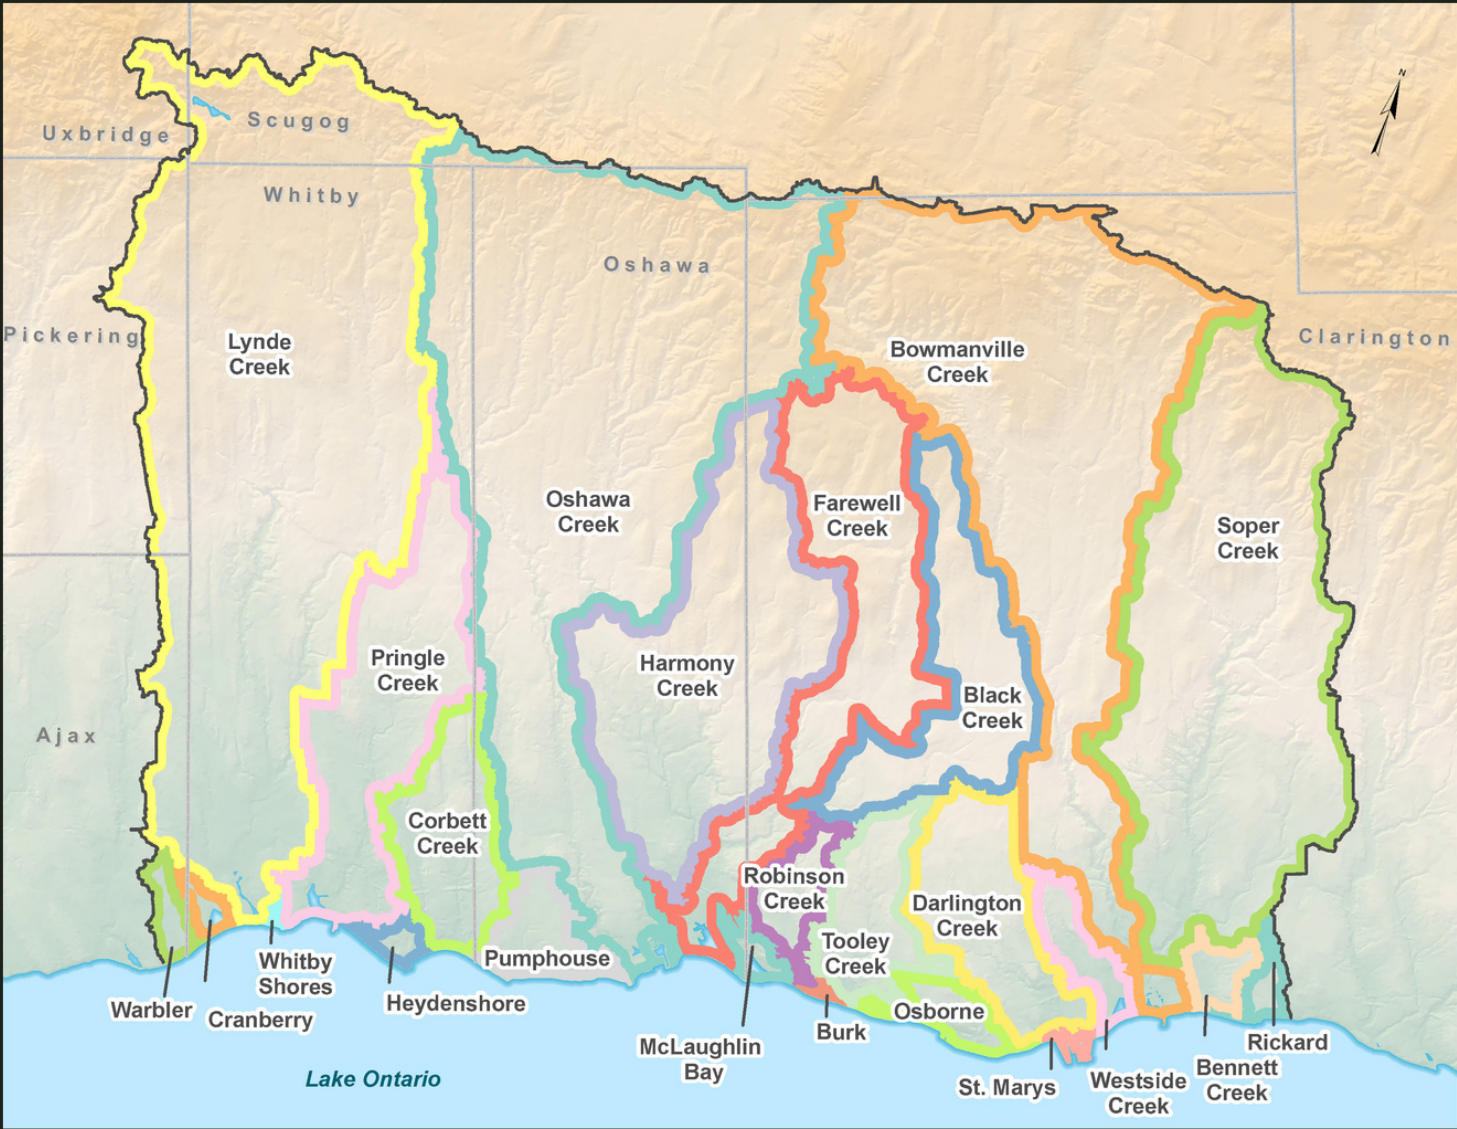 N
Uxbridge
Scugog
Whitby
Oshawa
Pickering
Clarington
Lynde
Creek
Bowmanville
Creek
Oshawa
Creek
Farewell
Creek
Soper
Creek
Pringle
Creek
Harmony
Creek
Black
Creek
Ajax
Corbett
Creek
Robinson
Creek
Darlington
Creek
Tooley
Creek
Pumphouse
Whitby
Shores
Warbler
Cranberry
Heydenshore
Osborne
Burk
McLaughlin
Bay
Rickard
Bennett
Creek
St. Marys
Westside
Creek
Lake Ontario